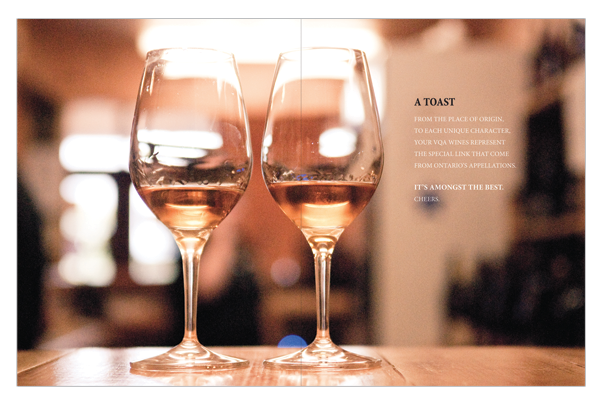 A TOAST
FROM THE PLACE OF ORIGIN,
TO EACH UNIQUE CHARACTER,
YOUR VQA WINES REPRESENT
THE SPECIAL LINK THAT COME
FROM ONTARIO'S APPELLATIONS.
IT'S AMONGST THE BEST.
CHEERS.